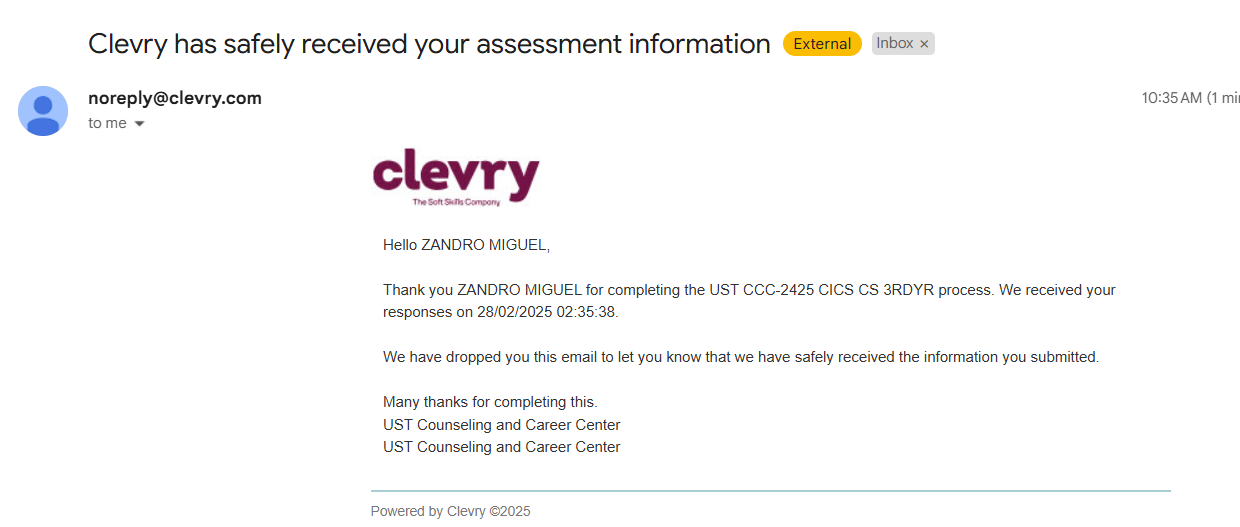 Clevry has safely received your assessment information External Inbox ×
noreply@clevry.com 10:35 AM (1 
to me
clevry
The Soft Skills Company
Hello ZANDRO MIGUEL,
Thank you ZANDRO MIGUEL for completing the UST CCC-2425 CICS CS 3RDYR process. We received your
responses on 28/02/2025 02:35:38.
We have dropped you this email to let you know that we have safely received the information you submitted.
Many thanks for completing this.
UST Counseling and Career Center
UST Counseling and Career Center
Powered by Clevry ©2025